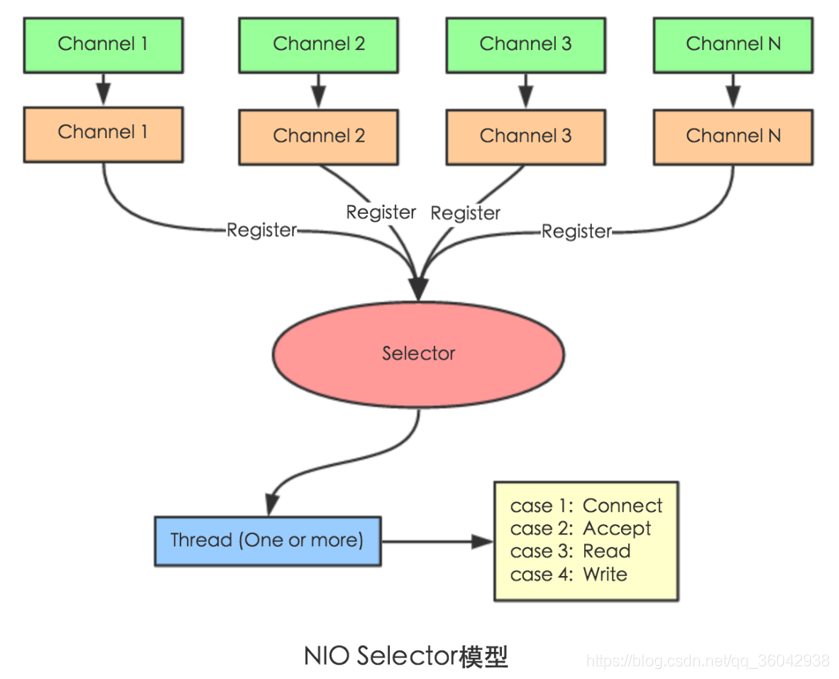 Channel 1
Channel 2
Channel 3
Channel N
Channel 1
Channel 2
Channel 3
Channel N
Register
Register
Register
Register
Selector
Thread (One or more)
case 1: Connect
case 2: Accept
case 3: Read
case 4: Write
NIO Selector模型
https://blog.csdn.net/qq_36042938